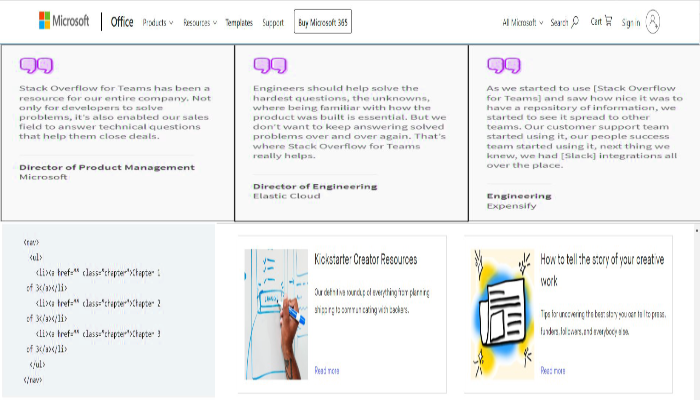 Microsoft Office Products Resources Templates Support Buy Microsoft 365 All Microsoft Search Cart Sign in
Stack Overflow for Teams has been a
resource for our entire company. Not
only for developers to solve
problems, it's also enabled our sales
field to answer technical questions
that help them close deals.
Director of Product Management
Microsoft
Engineers should help solve the
hardest questions, the unknowns,
where being familiar with how the
product was built is essential. But we
don't want to keep answering solved
problems over and over again. That's
where Stack Overflow for Teams
really helps.
Director of Engineering
Elastic Cloud
As we started to use [Stack Overflow
for Teams] and saw how nice it was to
have a repository of information, we
started to see it spread to other
teams. Our customer support team
started using it, our people success
team started using it, next thing we
knew, we had [Slack] integrations all
over the place.
Engineering
Expensify
<nav>
<ul>
<li><a href="" class="chapter">Chapter 1
of 3</a></li>
<li><a href="" class="chapter">Chapter 2
of 3</a></li>
<li><a href="" class="chapter">Chapter 3
of 3</a></li>
</ul>
</nav>
Kickstarter Creator Resources
Our definitive roundup of everything from planning
shipping to communicating with backers.
Read more
How to tell the story of your creative
work
Tips for uncovering the best story you can tell to press,
funders, followers, and everybody else.
Read more